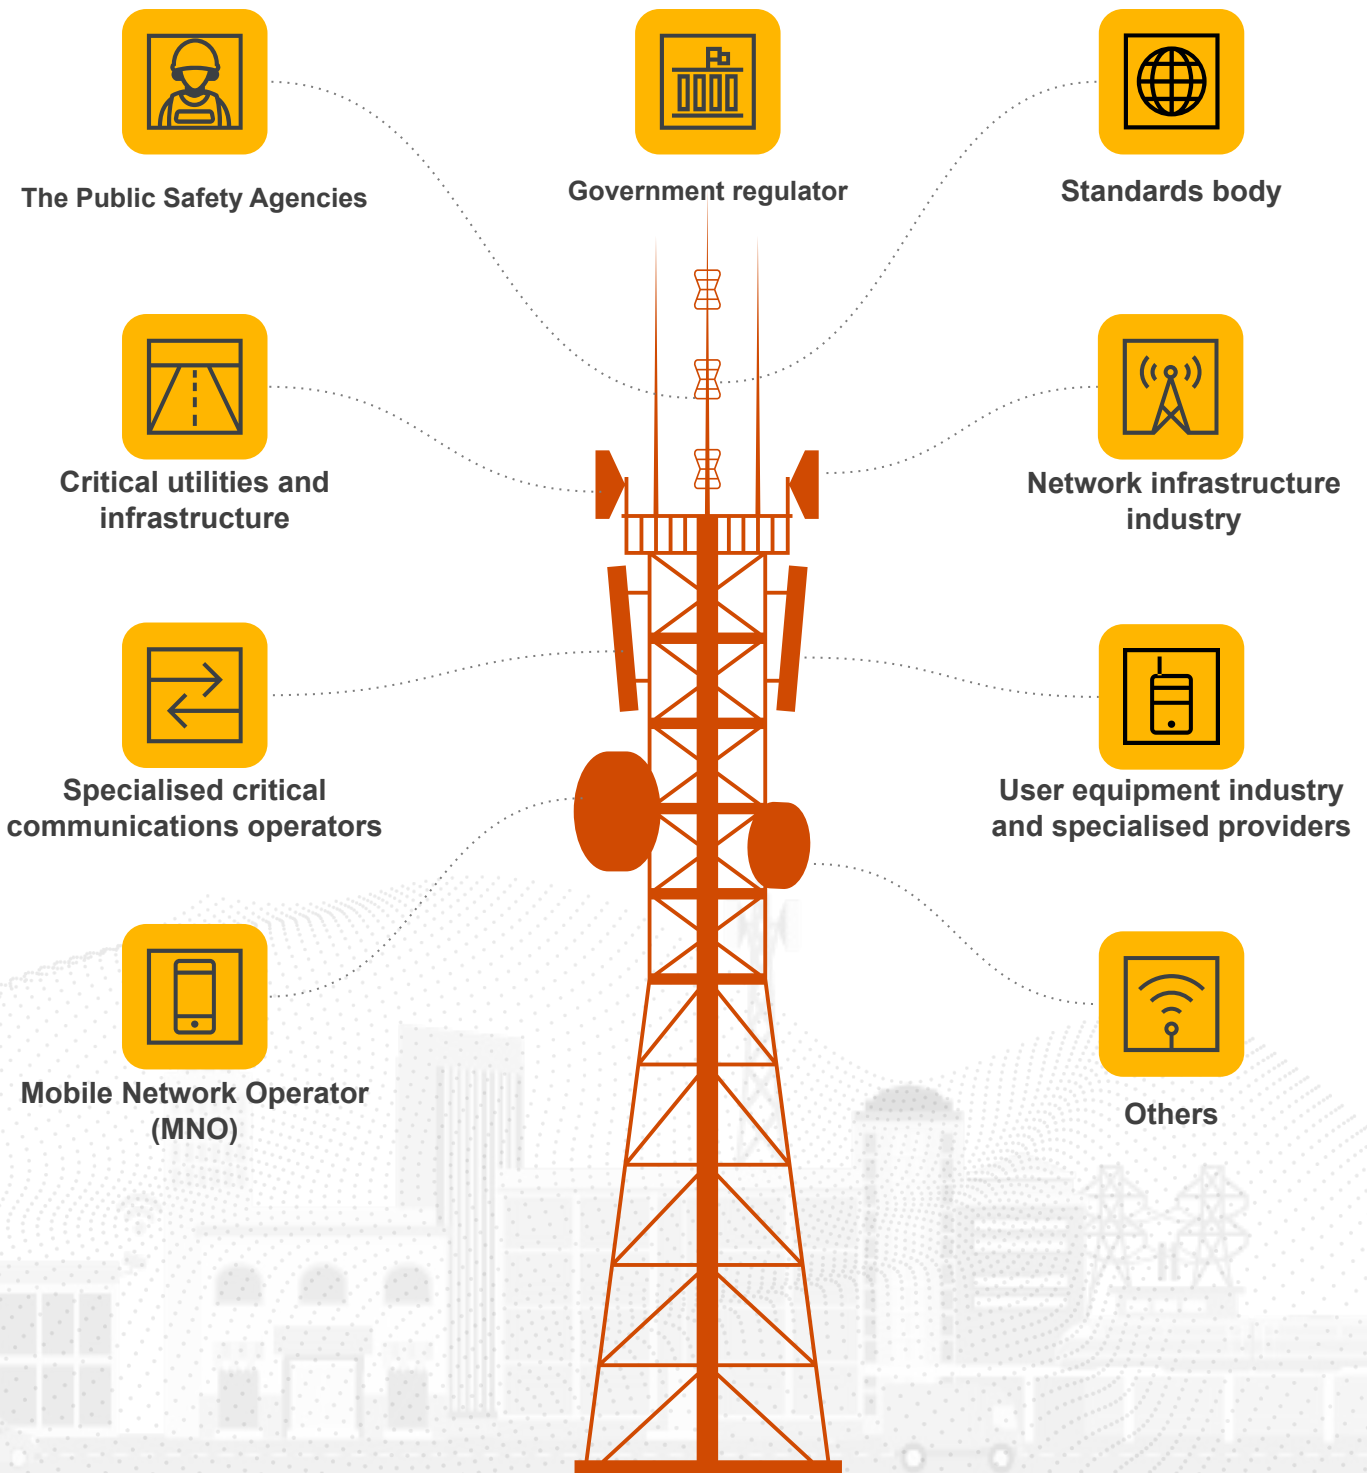 The Public Safety Agencies
Government regulator
Standards body
Critical utilities and
infrastructure
Network infrastructure
industry
Specialised critical
communications operators
User equipment industry
and specialised providers
Mobile Network Operator
(MNO)
Others